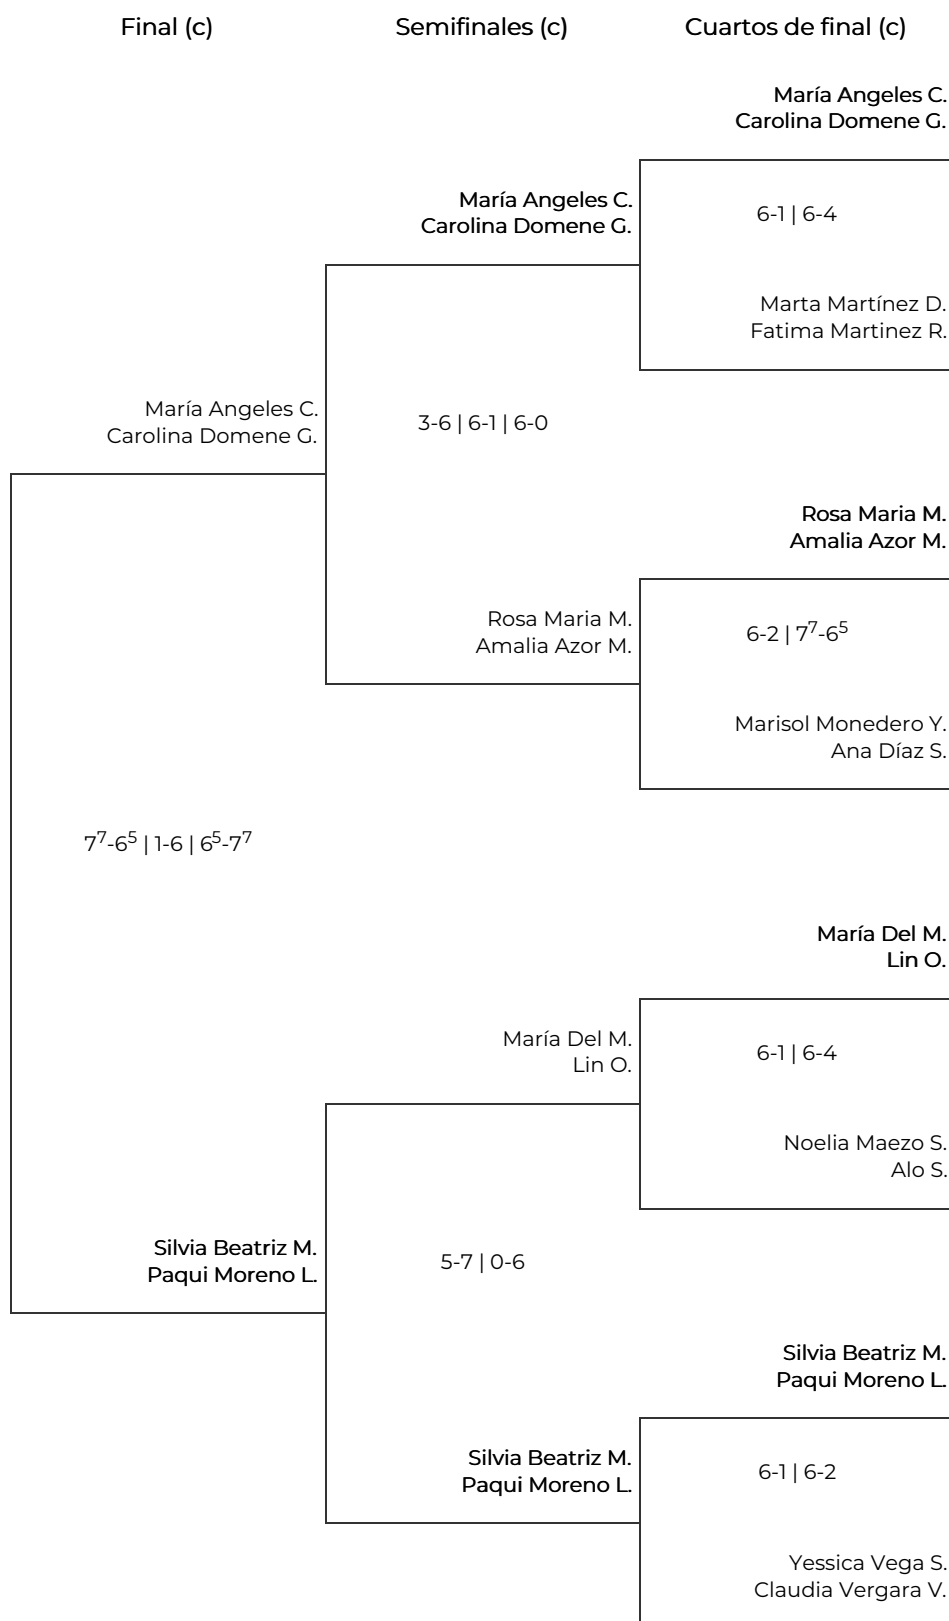 Final (c)
Semifinales (c)
Cuartos de final (c)
María Angeles C.
Carolina Domene G.
María Angeles C.
Carolina Domene G.
6-1 | 6-4
Marta Martínez D.
Fatima Martinez R.
María Angeles C.
Carolina Domene G.
3-6 | 6-1 | 6-0
Rosa Maria M.
Amalia Azor M.
Rosa Maria M.
Amalia Azor M.
6-2 | 7⁷-6⁵
Marisol Monedero Y.
Ana Díaz S.
7⁷-6⁵ | 1-6 | 6⁵-7⁷
María Del M.
Lin O.
María Del M.
Lin O.
6-1 | 6-4
Noelia Maezo S.
Alo S.
Silvia Beatriz M.
Paqui Moreno L.
5-7 | 0-6
Silvia Beatriz M.
Paqui Moreno L.
Silvia Beatriz M.
Paqui Moreno L.
6-1 | 6-2
Yessica Vega S.
Claudia Vergara V.